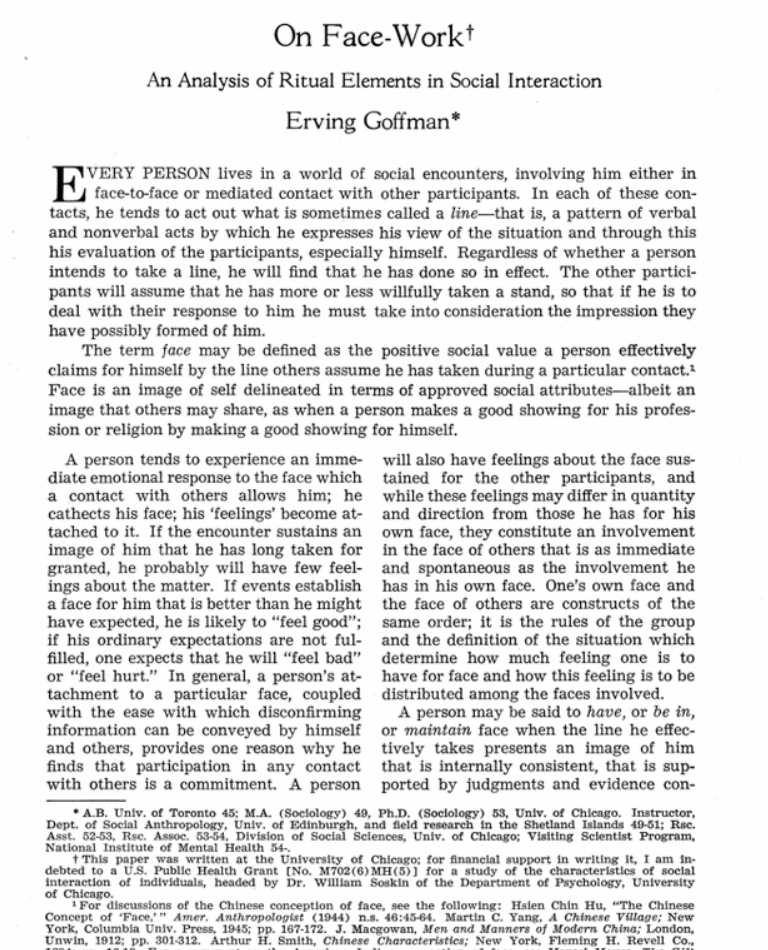 On Face-Work†
An Analysis of Ritual Elements in Social Interaction
Erving Goffman*
EVERY PERSON lives in a world of social encounters, involving him either in
face-to-face or mediated contact with other participants. In each of these con-
tacts, he tends to act out what is sometimes called a line—that is, a pattern of verbal
and nonverbal acts by which he expresses his view of the situation and through this
his evaluation of the participants, especially himself. Regardless of whether a person
intends to take a line, he will find that he has done so in effect. The other partici-
pants will assume that he has more or less willfully taken a stand, so that if he is to
deal with their response to him he must take into consideration the impression they
have possibly formed of him.
The term face may be defined as the positive social value a person effectively
claims for himself by the line others assume he has taken during a particular contact.¹
Face is an image of self delineated in terms of approved social attributes—albeit an
image that others may share, as when a person makes a good showing for his profes-
sion or religion by making a good showing for himself.
A person tends to experience an imme-
diate emotional response to the face which
a contact with others allows him; he
cathects his face; his 'feelings' become at-
tached to it. If the encounter sustains an
image of him that he has long taken for
granted, he probably will have few feel-
ings about the matter. If events establish
a face for him that is better than he might
have expected, he is likely to "feel good";
if his ordinary expectations are not ful-
filled, one expects that he will "feel bad"
or "feel hurt." In general, a person's at-
tachment to a particular face, coupled
with the ease with which disconfirming
information can be conveyed by himself
and others, provides one reason why he
finds that participation in any contact
with others is a commitment. A person
will also have feelings about the face sus-
tained for the other participants, and
while these feelings may differ in quantity
and direction from those he has for his
own face, they constitute an involvement
in the face of others that is as immediate
and spontaneous as the involvement he
has in his own face. One's own face and
the face of others are constructs of the
same order; it is the rules of the group
and the definition of the situation which
determine how much feeling one is to
have for face and how this feeling is to be
distributed among the faces involved.
A person may be said to have, or be in,
or maintain face when the line he effec-
tively takes presents an image of him
that is internally consistent, that is sup-
ported by judgments and evidence con-
* A.B. Univ. of Toronto 45; M.A. (Sociology) 49, Ph.D. (Sociology) 53, Univ. of Chicago. Instructor,
Dept. of Social Anthropology, Univ. of Edinburgh, and field research in the Shetland Islands 49-51; Rsc.
Asst. 52-53, Rsc. Assoc. 53-54, Division of Social Sciences, Univ. of Chicago; Visiting Scientist Program,
National Institute of Mental Health 54-.
† This paper was written at the University of Chicago; for financial support in writing it, I am in-
debted to a U.S. Public Health Grant [No. M702(6)MH(5)] for a study of the characteristics of social
interaction of individuals, headed by Dr. William Soskin of the Department of Psychology, University
of Chicago.
¹ For discussions of the Chinese conception of face, see the following: Hsien Chin Hu, "The Chinese
Concept of 'Face,'" Amer. Anthropologist (1944) n.s. 46:45-64. Martin C. Yang, A Chinese Village; New
York, Columbia Univ. Press, 1945; pp. 167-172. J. Macgowan, Men and Manners of Modern China; London,
Unwin, 1912; pp. 301-312. Arthur H. Smith, Chinese Characteristics; New York, Fleming H. Revell Co.,